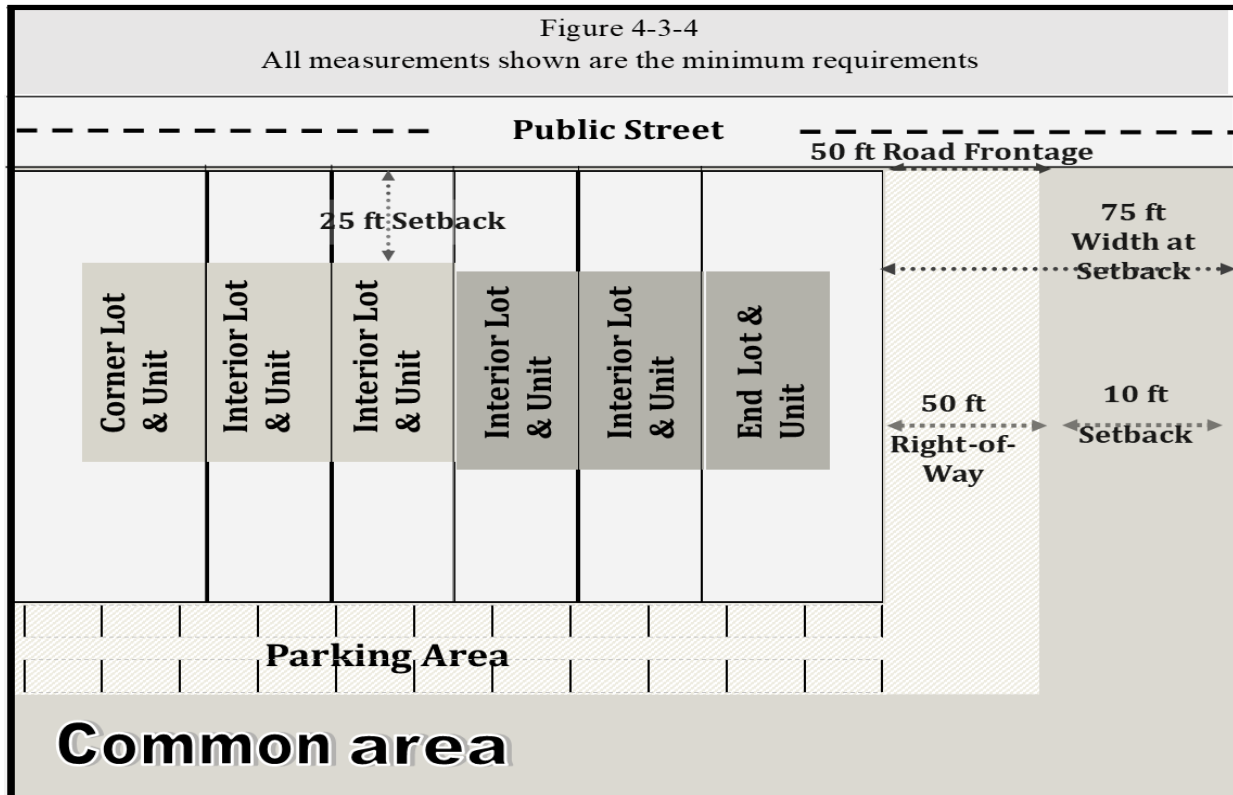 Figure 4-3-4
All measurements shown are the minimum requirements
Public Street
50 ft Road Frontage
25 ft Setback
75 ft
Width at
Setback
Corner Lot
& Unit
Interior Lot
& Unit
Interior Lot
& Unit
Interior Lot
& Unit
Interior Lot
& Unit
End Lot &
Unit
50 ft
Right-of-
Way
10 ft
Setback
Parking Area
Common area